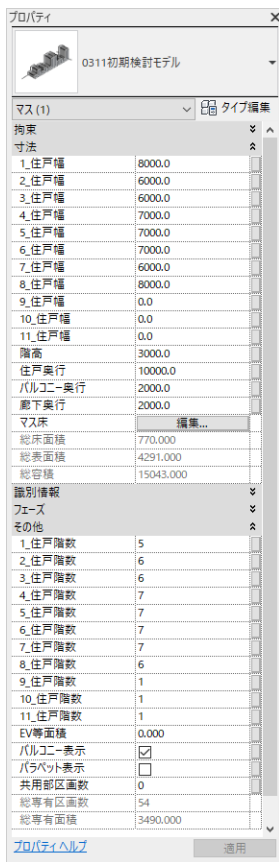 プロパティ
0311初期検討モデル
マス (1) タイプ編集
拘束
寸法
1_住戸幅 8000.0
2_住戸幅 6000.0
3_住戸幅 6000.0
4_住戸幅 7000.0
5_住戸幅 7000.0
6_住戸幅 7000.0
7_住戸幅 6000.0
8_住戸幅 8000.0
9_住戸幅 0.0
10_住戸幅 0.0
11_住戸幅 0.0
階高 3000.0
住戸奥行 10000.0
バルコニー奥行 2000.0
廊下奥行 2000.0
マス床 編集...
総床面積 770.000
総表面積 4291.000
総容積 15043.000
識別情報
フェーズ
その他
1_住戸階数 5
2_住戸階数 6
3_住戸階数 6
4_住戸階数 7
5_住戸階数 7
6_住戸階数 7
7_住戸階数 7
8_住戸階数 6
9_住戸階数 1
10_住戸階数 1
11_住戸階数 1
EV等面積 0.000
バルコニー表示
パラペット表示
共用部区画数 0
総専有区画数 54
総専有面積 3490.000
プロパティ ヘルプ 適用